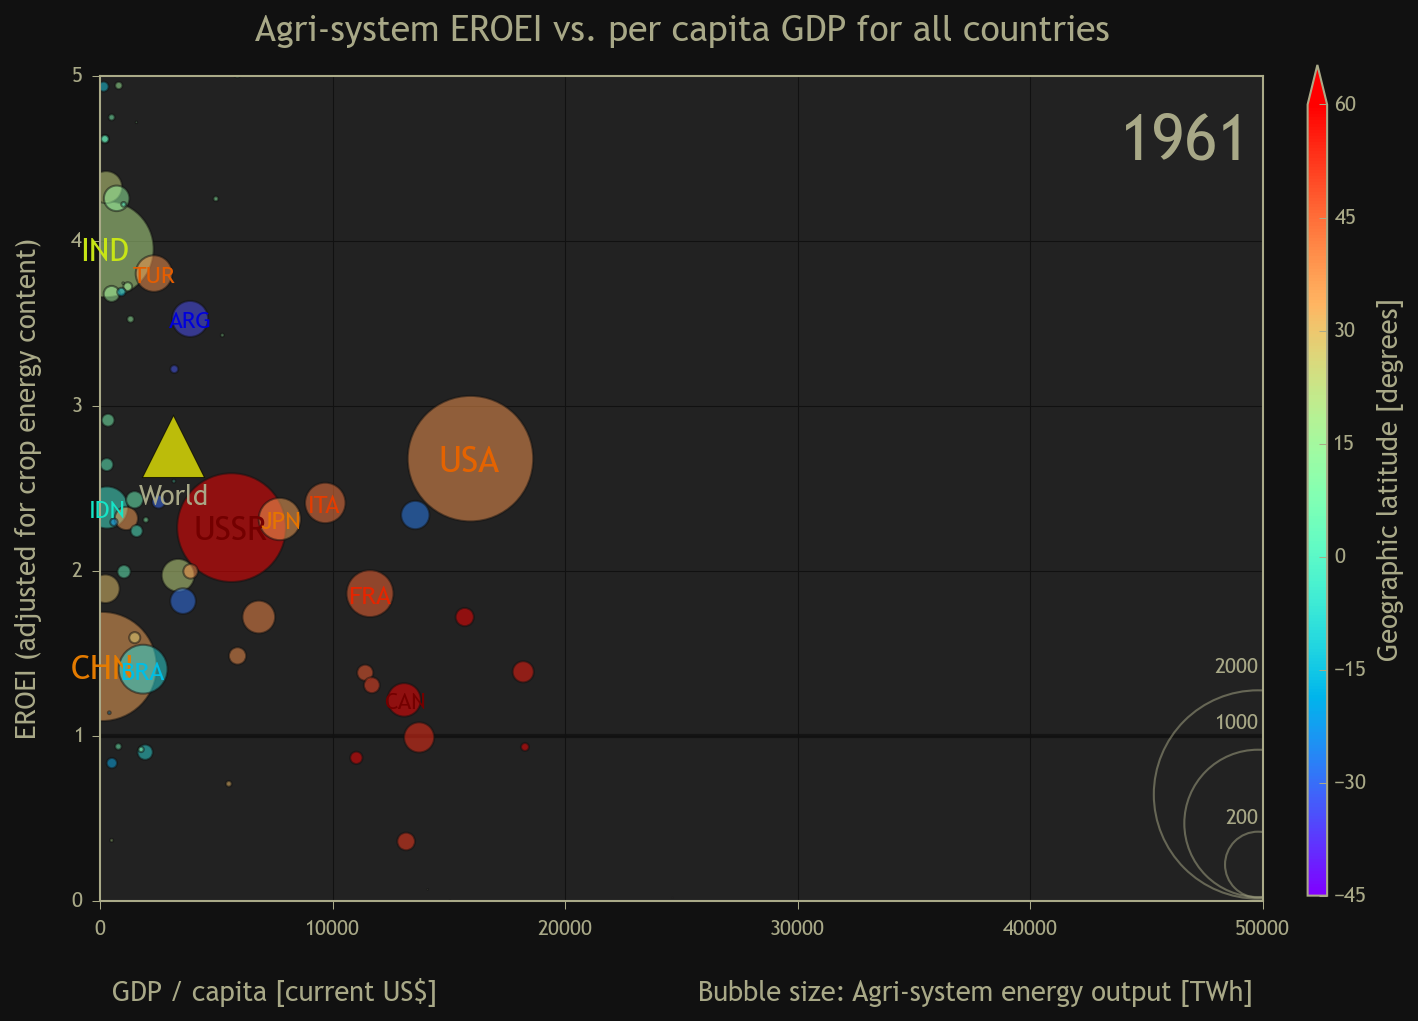 Agri-system EROEI vs. per capita GDP for all countries
1961
EROEI (adjusted for crop energy content)
5
4
3
2
1
0
IND
TUR
ARG
World
USA
IDN
USSR
JPN
ITA
FRA
CHN
BRA
CAN
2000
1000
200
0
10000
20000
30000
40000
50000
GDP / capita [current US$]
Bubble size: Agri-system energy output [TWh]
60
45
30
15
0
−15
−30
−45
Geographic latitude [degrees]